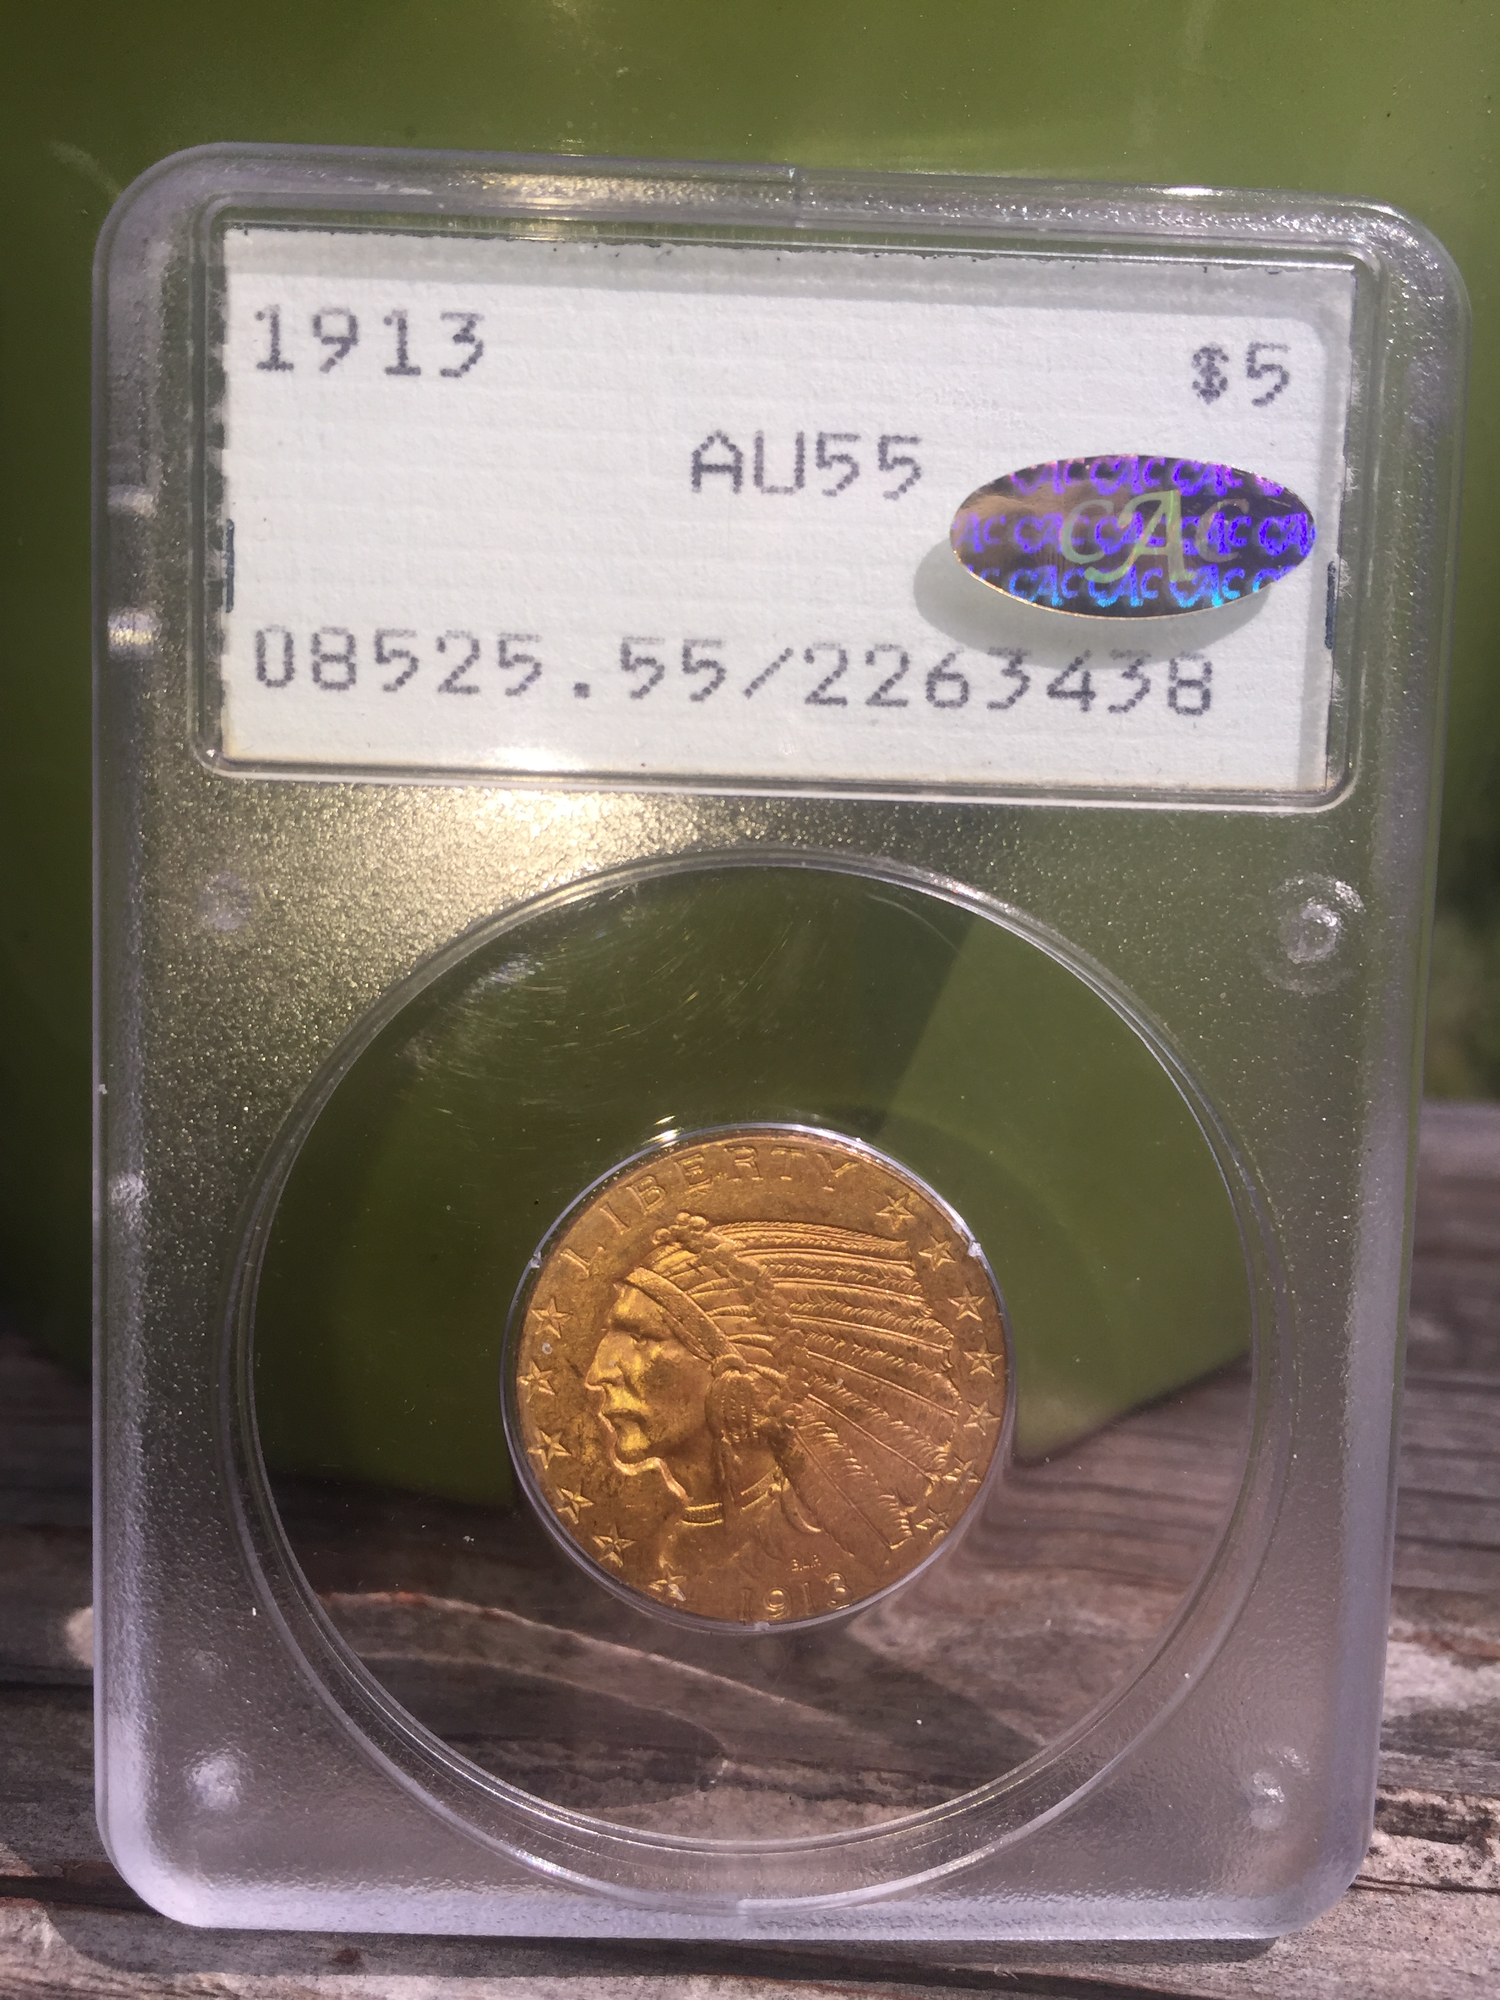 1913 $5
AU55
CAC
08525.55/2263438
LIBERTY
B.L.P.
1913